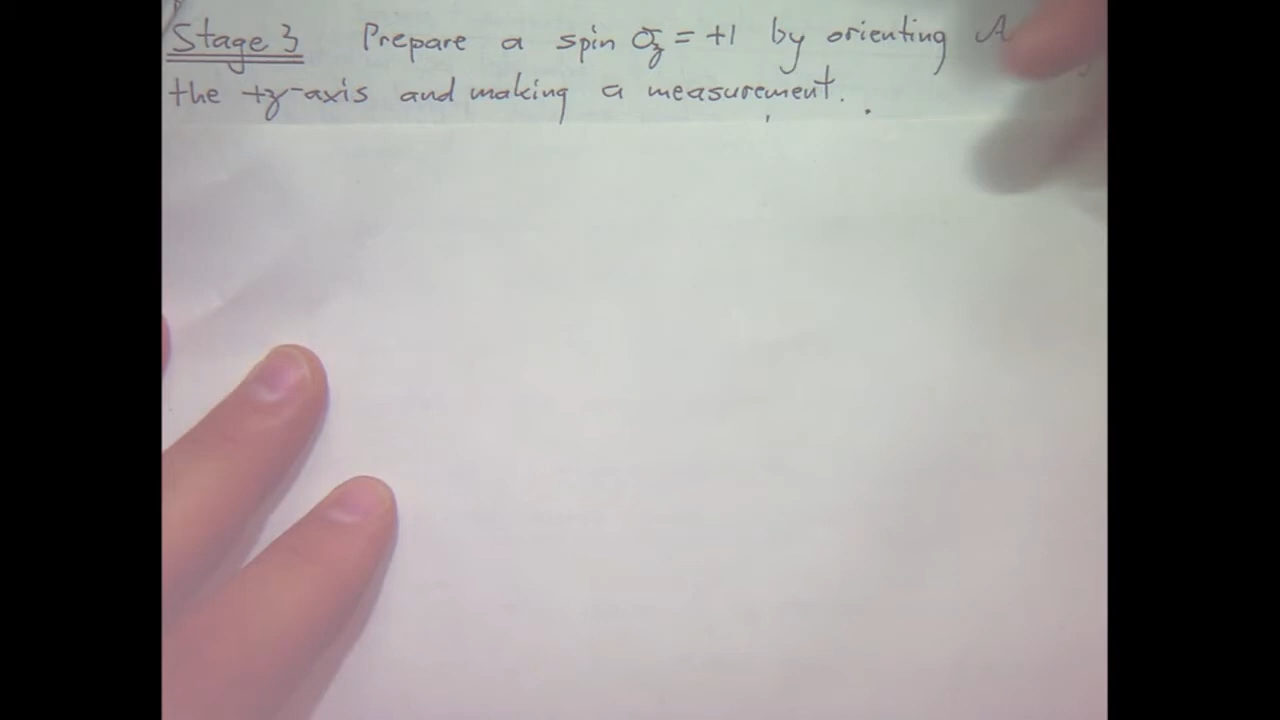 Stage 3 Prepare a spin σz = +1 by orienting A
the +z-axis and making a measurement.